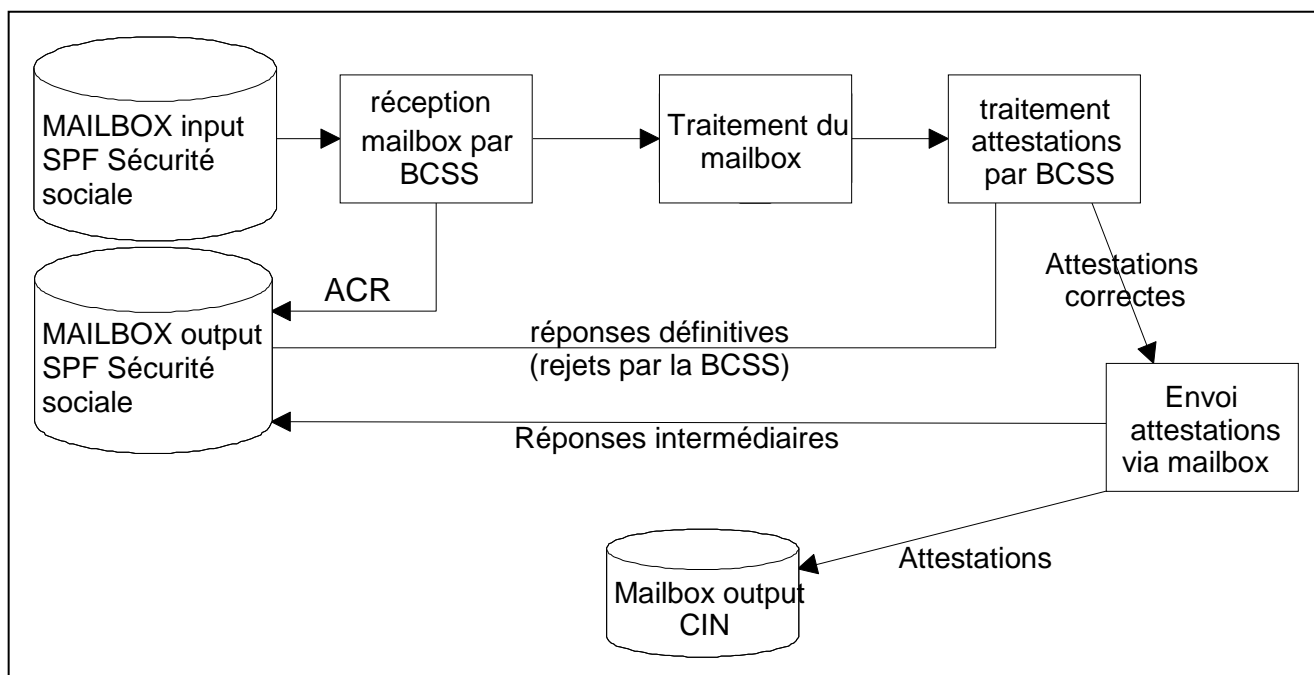 MAILBOX input
SPF Sécurité
sociale
réception
mailbox par
BCSS
Traitement du
mailbox
traitement
attestations
par BCSS
Attestations
correctes
ACR
MAILBOX output
SPF Sécurité
sociale
réponses définitives
(rejets par la BCSS)
Envoi
attestations
via mailbox
Réponses intermédiaires
Attestations
Mailbox output
CIN